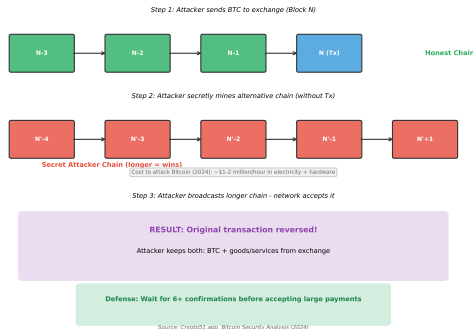 Step 1: Attacker sends BTC to exchange (Block N)
N-3 N-2 N-1 N (Tx) Honest Chain
Step 2: Attacker secretly mines alternative chain (without Tx)
N'-4 N'-3 N'-2 N'-1 N'+1
Secret Attacker Chain (longer = wins)
Cost to attack Bitcoin (2024): ~$1-2 million/hour in electricity + hardware
Step 3: Attacker broadcasts longer chain - network accepts it
RESULT: Original transaction reversed!
Attacker keeps both: BTC + goods/services from exchange
Defense: Wait for 6+ confirmations before accepting large payments
Source: Crypto51.app, Bitcoin Security Analysis (2024)